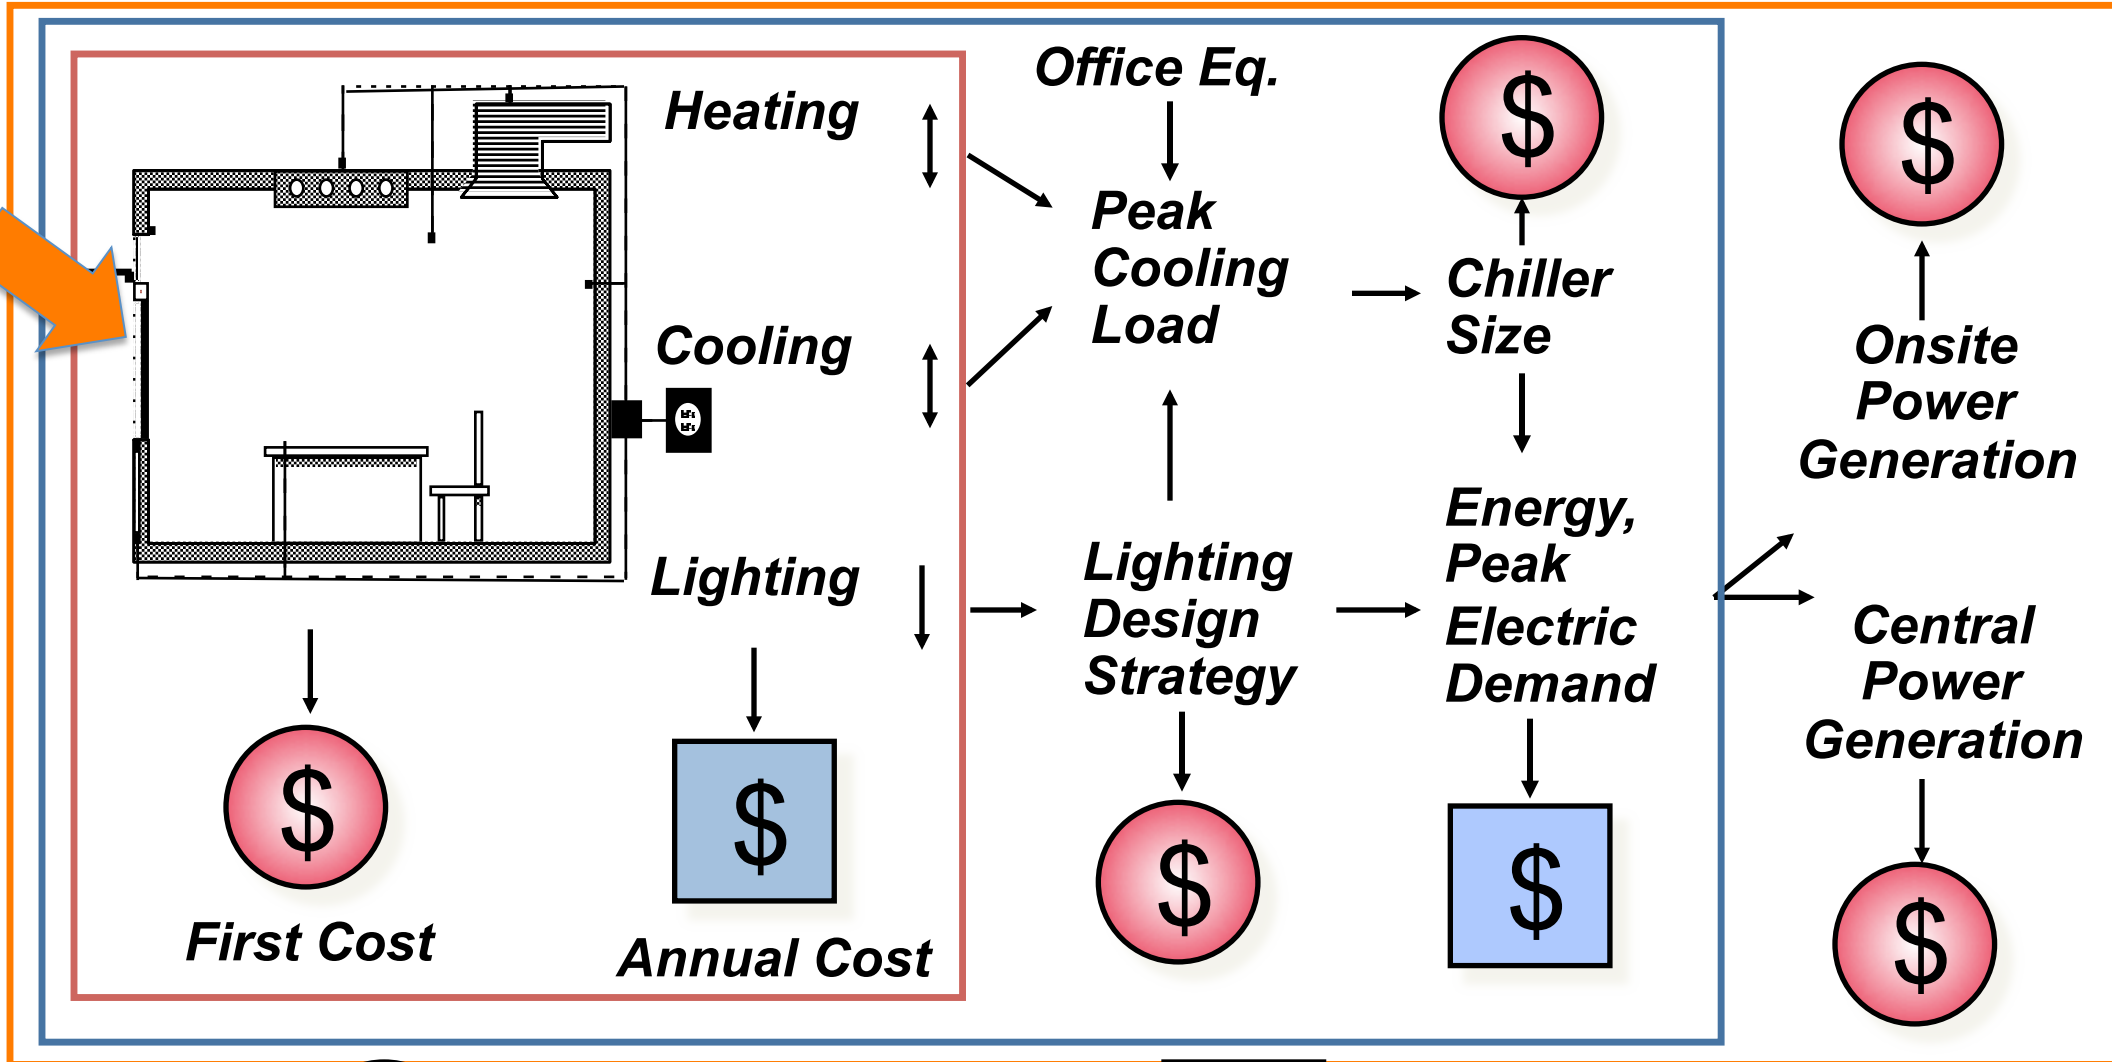 Heating
Cooling
Lighting
$
First Cost
$
Annual Cost
Office Eq.
Peak
Cooling
Load
Lighting
Design
Strategy
$
$
Chiller
Size
Energy,
Peak
Electric
Demand
$
$
Onsite
Power
Generation
Central
Power
Generation
$